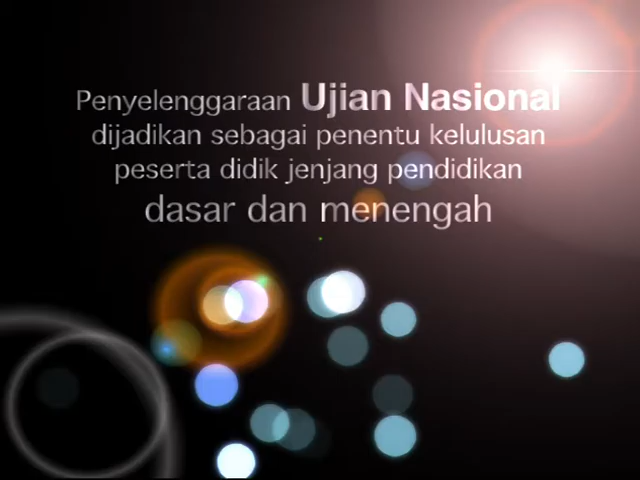 Penyelenggaraan Ujian Nasional
dijadikan sebagai penentu kelulusan
peserta didik jenjang pendidikan
dasar dan menengah